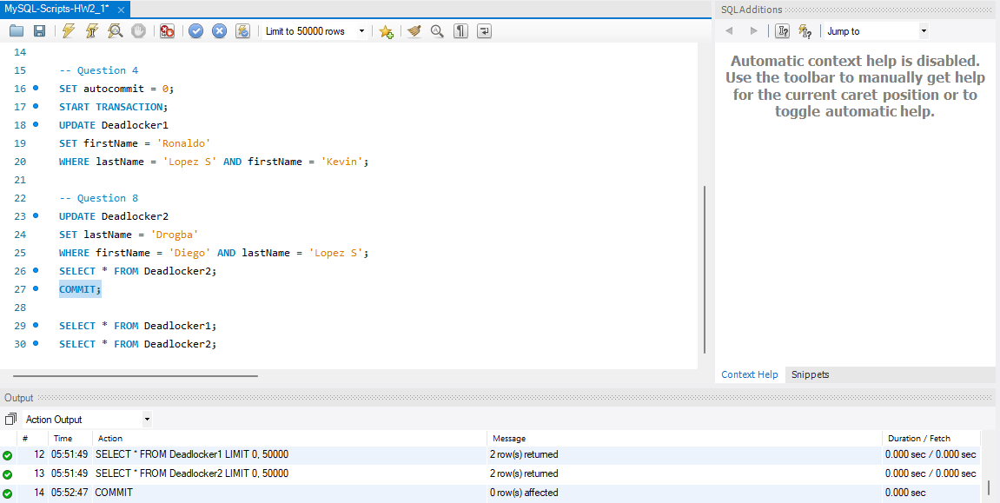 MySQL-Scripts-HW2_1* ×
SQLAdditions
Limit to 50000 rows
Jump to
14
15 -- Question 4
16 SET autocommit = 0;
17 START TRANSACTION;
18 UPDATE Deadlocker1
19 SET firstName = 'Ronaldo'
20 WHERE lastName = 'Lopez S' AND firstName = 'Kevin';
21
22 -- Question 8
23 UPDATE Deadlocker2
24 SET lastName = 'Drogba'
25 WHERE firstName = 'Diego' AND lastName = 'Lopez S';
26 SELECT * FROM Deadlocker2;
27 COMMIT;
28
29 SELECT * FROM Deadlocker1;
30 SELECT * FROM Deadlocker2;
Automatic context help is disabled.
Use the toolbar to manually get help
for the current caret position or to
toggle automatic help.
Context Help Snippets
Output
Action Output
# Time Action Message Duration / Fetch
12 05:51:49 SELECT * FROM Deadlocker1 LIMIT 0, 50000 2 row(s) returned 0.000 sec / 0.000 sec
13 05:51:49 SELECT * FROM Deadlocker2 LIMIT 0, 50000 2 row(s) returned 0.000 sec / 0.000 sec
14 05:52:47 COMMIT 0 row(s) affected 0.000 sec